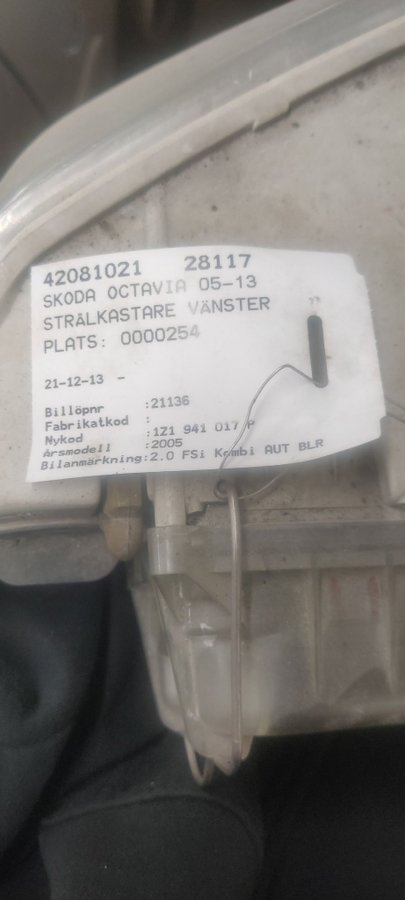 42081021 28117
SKODA OCTAVIA 05-13
STRÅLKASTARE VÄNSTER
PLATS: 0000254
21-12-13 -
Billöpnr :21136
Fabrikatkod :
Nykod :1Z1 941 017 P
Årsmodell :2005
Bilanmärkning:2.0 FSi Kombi AUT BLR